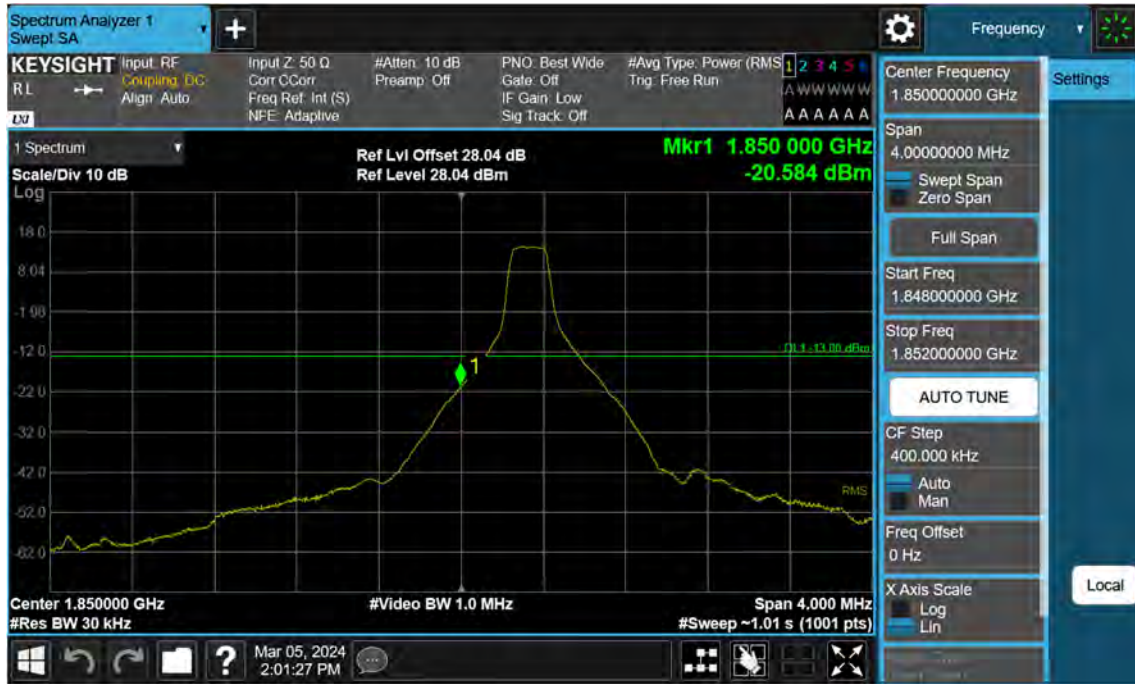 Spectrum Analyzer 1
Swept SA
+
Frequency
KEYSIGHT
R L
LXI
Input: RF
Coupling: DC
Align: Auto
Input Z: 50 Ω
Corr CCorr
Freq Ref: Int (S)
NFE: Adaptive
#Atten: 10 dB
Preamp: Off
PNO: Best Wide
Gate: Off
IF Gain: Low
Sig Track: Off
#Avg Type: Power (RMS
Trig: Free Run
1 2 3 4 5 6
A W W W W W
A A A A A A
1 Spectrum
Scale/Div 10 dB
Ref Lvl Offset 28.04 dB
Ref Level 28.04 dBm
Mkr1 1.850 000 GHz
-20.584 dBm
Log
18.0
8.04
-1.96
-12.0
-22.0
-32.0
-42.0
-52.0
-62.0
DL1 -13.00 dBm
1
RMS
Center 1.850000 GHz
#Res BW 30 kHz
#Video BW 1.0 MHz
Span 4.000 MHz
#Sweep ~1.01 s (1001 pts)
Mar 05, 2024
2:01:27 PM
?
Center Frequency
1.850000000 GHz
Span
4.00000000 MHz
Swept Span
Zero Span
Full Span
Start Freq
1.848000000 GHz
Stop Freq
1.852000000 GHz
AUTO TUNE
CF Step
400.000 kHz
Auto
Man
Freq Offset
0 Hz
X Axis Scale
Log
Lin
Settings
Local